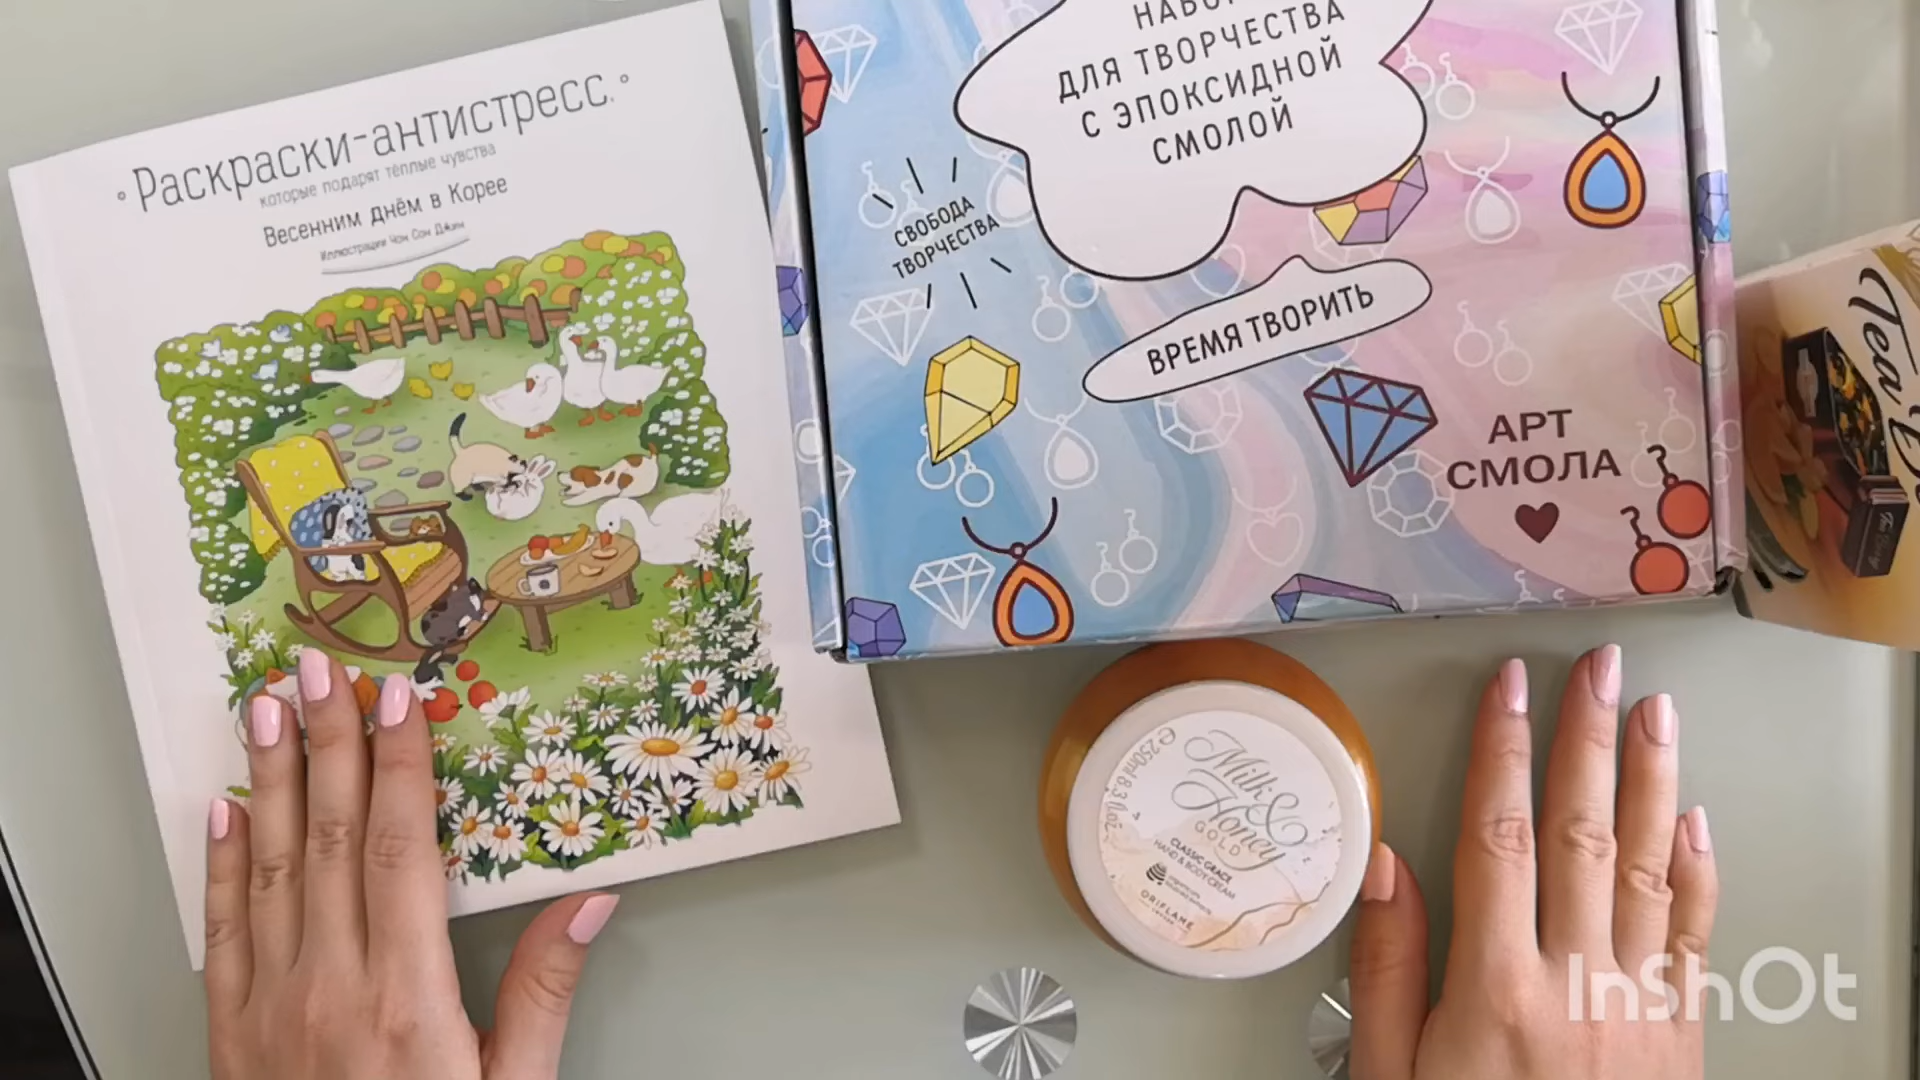 Раскраски-антистресс,
которые подарят тёплые чувства
Весенним днём в Корее
Иллюстрации Чон Сон Джин
ДЛЯ ТВОРЧЕСТВА
С ЭПОКСИДНОЙ
СМОЛОЙ
СВОБОДА
ТВОРЧЕСТВА
ВРЕМЯ ТВОРИТЬ
АРТ
СМОЛА
Tea
Milk &
Honey
GOLD
CLASSIC GRACE
HAND & BODY CREAM
ORIFLAME
SWEDEN
℮ 250ml 8.3 fl.oz.
InShOt